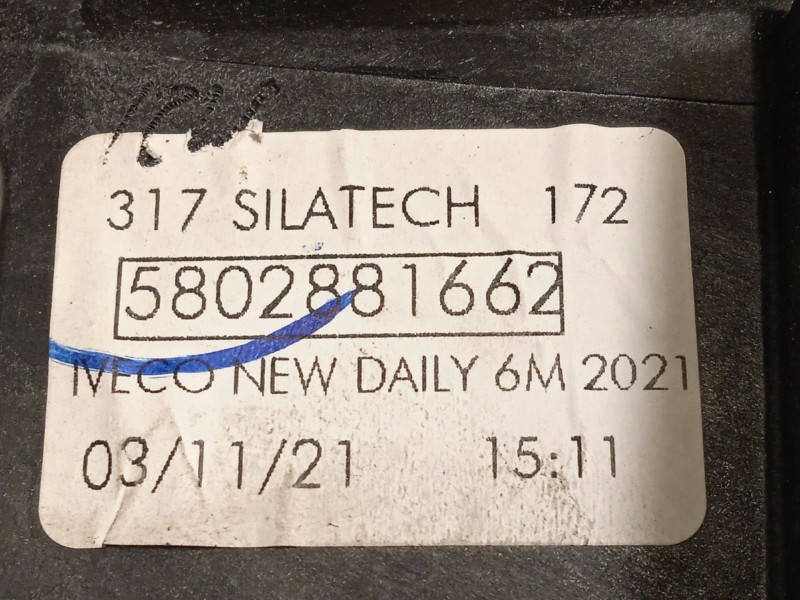 317 SILATECH 172
5802881662
IVECO NEW DAILY 6M 2021
03/11/21 15:11